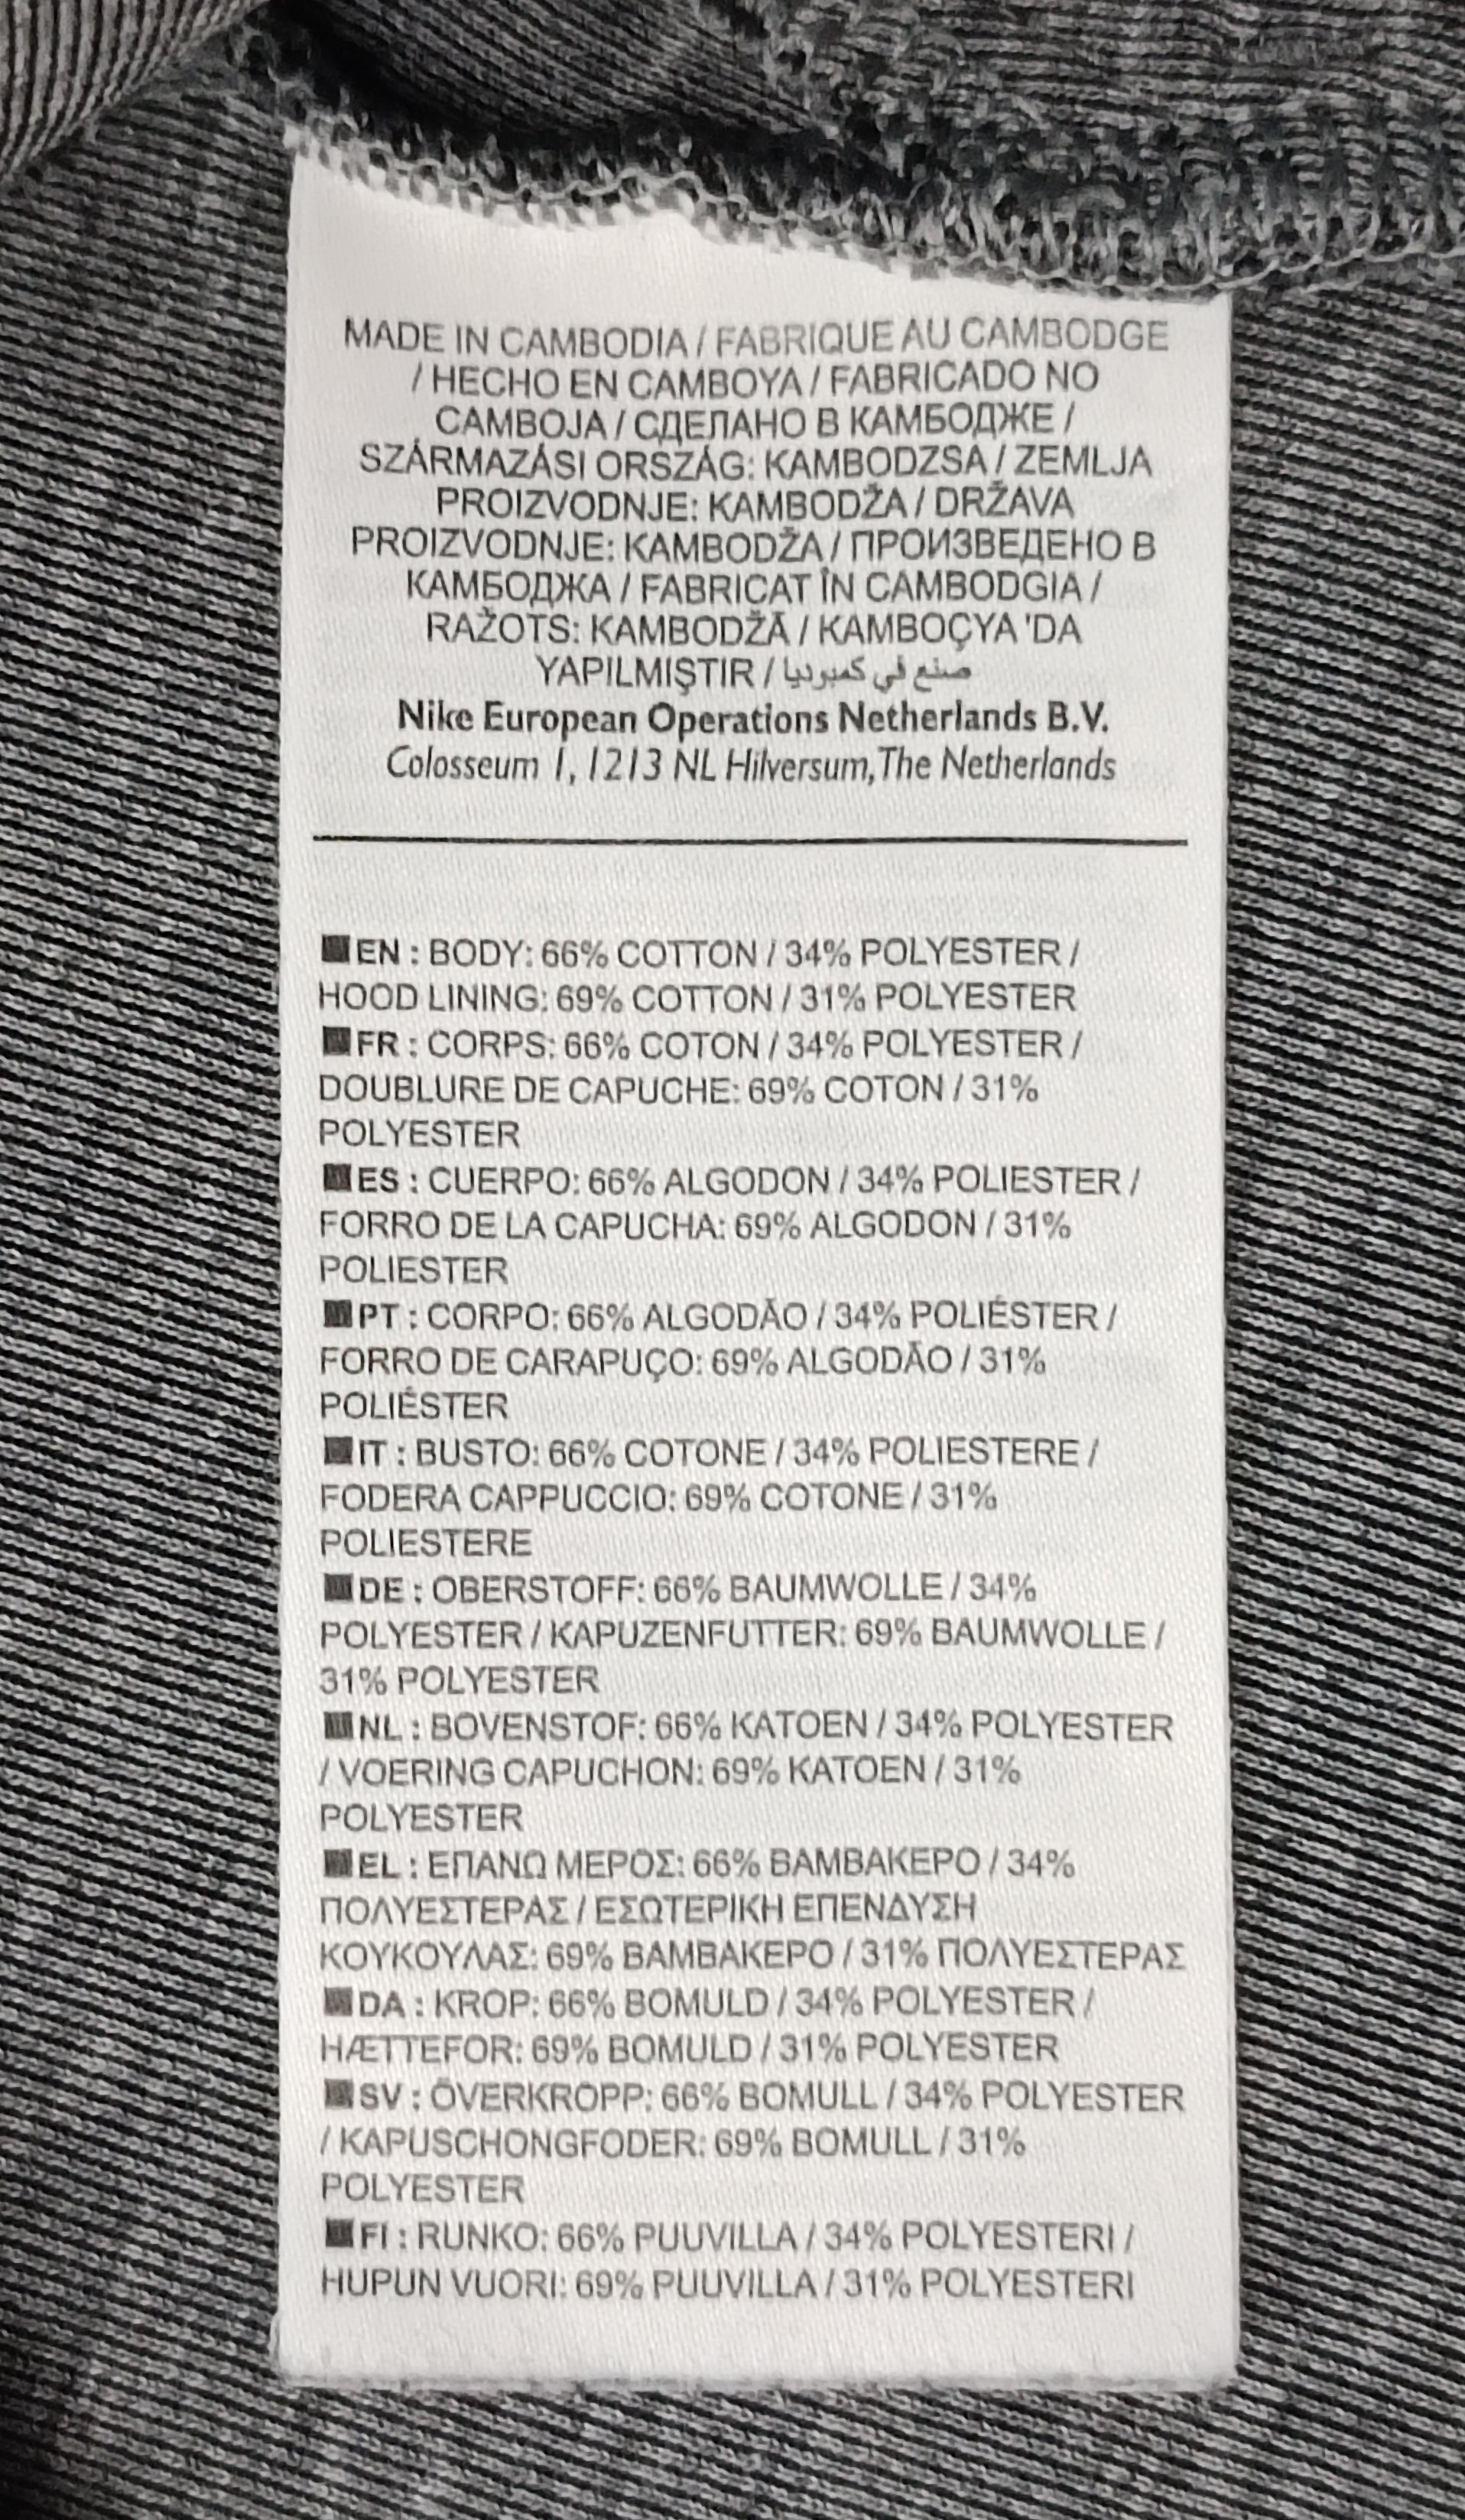 MADE IN CAMBODIA / FABRIQUE AU CAMBODGE
/ HECHO EN CAMBOYA / FABRICADO NO
CAMBOJA / СДЕЛАНО В КАМБОДЖЕ /
SZÁRMAZÁSI ORSZÁG: KAMBODZSA / ZEMLJA
PROIZVODNJE: KAMBODŽA / DRŽAVA
PROIZVODNJE: KAMBODŽA / ПРОИЗВЕДЕНО В
КАМБОДЖА / FABRICAT ÎN CAMBODGIA /
RAŽOTS: KAMBODŽĀ / KAMBOÇYA 'DA
YAPILMIŞTIR / صنع في كمبوديا
Nike European Operations Netherlands B.V.
Colosseum 1, 1213 NL Hilversum, The Netherlands
EN : BODY: 66% COTTON / 34% POLYESTER /
HOOD LINING: 69% COTTON / 31% POLYESTER
FR : CORPS: 66% COTON / 34% POLYESTER /
DOUBLURE DE CAPUCHE: 69% COTON / 31%
POLYESTER
ES : CUERPO: 66% ALGODON / 34% POLIESTER /
FORRO DE LA CAPUCHA: 69% ALGODON / 31%
POLIESTER
PT : CORPO: 66% ALGODÃO / 34% POLIÉSTER /
FORRO DE CARAPUÇO: 69% ALGODÃO / 31%
POLIÉSTER
IT : BUSTO: 66% COTONE / 34% POLIESTERE /
FODERA CAPPUCCIO: 69% COTONE / 31%
POLIESTERE
DE : OBERSTOFF: 66% BAUMWOLLE / 34%
POLYESTER / KAPUZENFUTTER: 69% BAUMWOLLE /
31% POLYESTER
NL : BOVENSTOF: 66% KATOEN / 34% POLYESTER
/ VOERING CAPUCHON: 69% KATOEN / 31%
POLYESTER
EL : ΕΠΑΝΩ ΜΕΡΟΣ: 66% ΒΑΜΒΑΚΕΡΟ / 34%
ΠΟΛΥΕΣΤΕΡΑΣ / ΕΣΩΤΕΡΙΚΗ ΕΠΕΝΔΥΣΗ
ΚΟΥΚΟΥΛΑΣ: 69% ΒΑΜΒΑΚΕΡΟ / 31% ΠΟΛΥΕΣΤΕΡΑΣ
DA : KROP: 66% BOMULD / 34% POLYESTER /
HÆTTEFOR: 69% BOMULD / 31% POLYESTER
SV : ÖVERKROPP: 66% BOMULL / 34% POLYESTER
/ KAPUSCHONGFODER: 69% BOMULL / 31%
POLYESTER
FI : RUNKO: 66% PUUVILLA / 34% POLYESTERI /
HUPUN VUORI: 69% PUUVILLA / 31% POLYESTERI